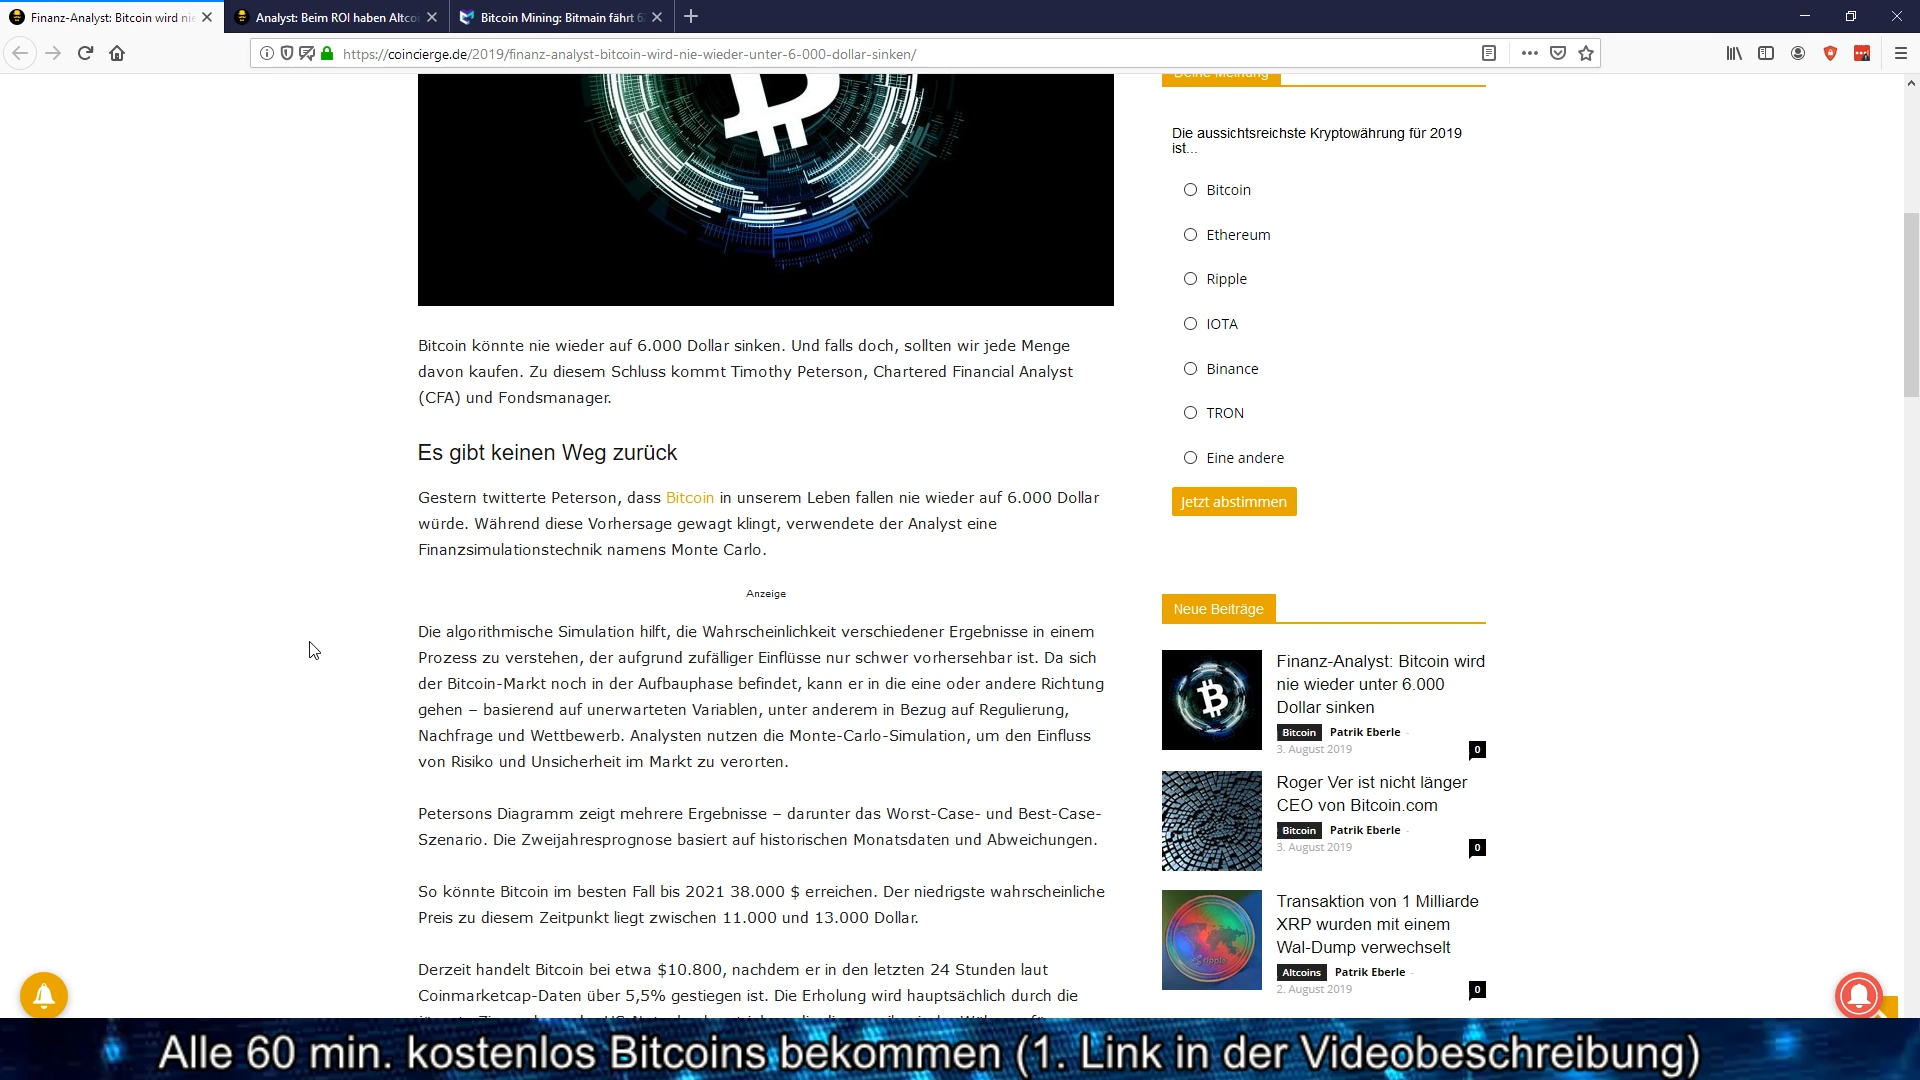 Finanz-Analyst: Bitcoin wird nie
Analyst: Beim ROI haben Altcoi
Bitcoin Mining: Bitmain fährt 6
https://coincierge.de/2019/finanz-analyst-bitcoin-wird-nie-wieder-unter-6-000-dollar-sinken/
Deine Meinung
Die aussichtsreichste Kryptowährung für 2019
ist...
Bitcoin
Ethereum
Ripple
IOTA
Binance
TRON
Eine andere
Jetzt abstimmen
Bitcoin könnte nie wieder auf 6.000 Dollar sinken. Und falls doch, sollten wir jede Menge
davon kaufen. Zu diesem Schluss kommt Timothy Peterson, Chartered Financial Analyst
(CFA) und Fondsmanager.
Es gibt keinen Weg zurück
Gestern twitterte Peterson, dass Bitcoin in unserem Leben fallen nie wieder auf 6.000 Dollar
würde. Während diese Vorhersage gewagt klingt, verwendete der Analyst eine
Finanzsimulationstechnik namens Monte Carlo.
Anzeige
Die algorithmische Simulation hilft, die Wahrscheinlichkeit verschiedener Ergebnisse in einem
Prozess zu verstehen, der aufgrund zufälliger Einflüsse nur schwer vorhersehbar ist. Da sich
der Bitcoin-Markt noch in der Aufbauphase befindet, kann er in die eine oder andere Richtung
gehen – basierend auf unerwarteten Variablen, unter anderem in Bezug auf Regulierung,
Nachfrage und Wettbewerb. Analysten nutzen die Monte-Carlo-Simulation, um den Einfluss
von Risiko und Unsicherheit im Markt zu verorten.
Petersons Diagramm zeigt mehrere Ergebnisse – darunter das Worst-Case- und Best-Case-
Szenario. Die Zweijahresprognose basiert auf historischen Monatsdaten und Abweichungen.
So könnte Bitcoin im besten Fall bis 2021 38.000 $ erreichen. Der niedrigste wahrscheinliche
Preis zu diesem Zeitpunkt liegt zwischen 11.000 und 13.000 Dollar.
Derzeit handelt Bitcoin bei etwa $10.800, nachdem er in den letzten 24 Stunden laut
Coinmarketcap-Daten über 5,5% gestiegen ist. Die Erholung wird hauptsächlich durch die
Neue Beiträge
Finanz-Analyst: Bitcoin wird
nie wieder unter 6.000
Dollar sinken
Bitcoin Patrik Eberle -
3. August 2019
0
Roger Ver ist nicht länger
CEO von Bitcoin.com
Bitcoin Patrik Eberle -
3. August 2019
0
Transaktion von 1 Milliarde
XRP wurden mit einem
Wal-Dump verwechselt
Altcoins Patrik Eberle -
2. August 2019
0
ripple
Alle 60 min. kostenlos Bitcoins bekommen (1. Link in der Videobeschreibung)